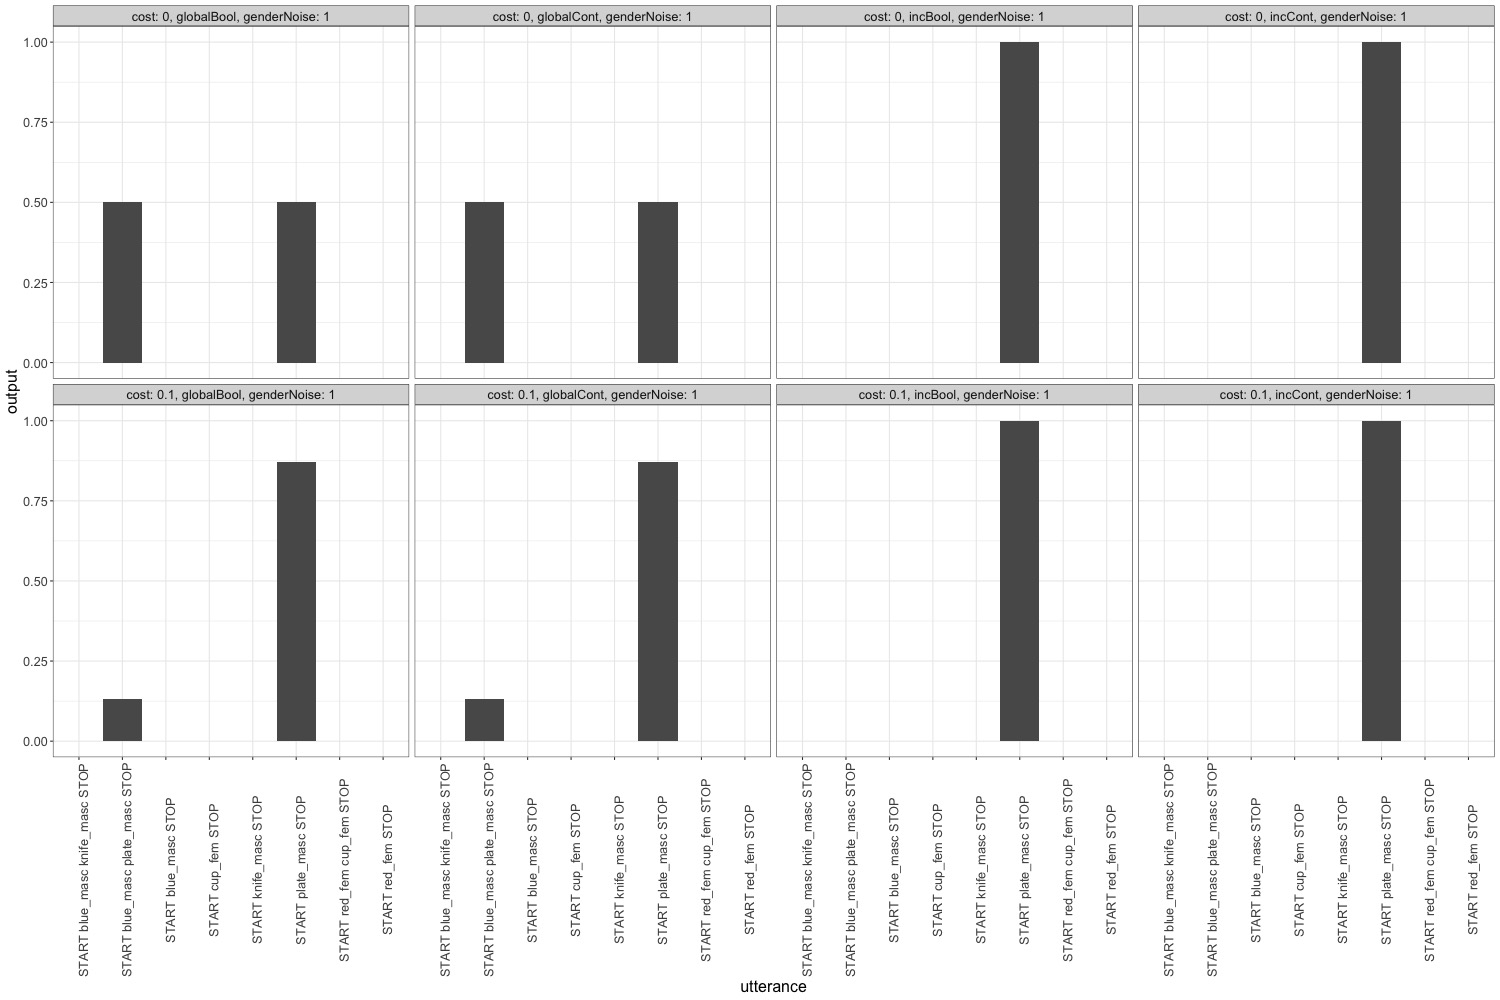 cost: 0, globalBool, genderNoise: 1
cost: 0, globalCont, genderNoise: 1
cost: 0, incBool, genderNoise: 1
cost: 0, incCont, genderNoise: 1
1.00
0.75
0.50
0.25
0.00
cost: 0.1, globalBool, genderNoise: 1
cost: 0.1, globalCont, genderNoise: 1
cost: 0.1, incBool, genderNoise: 1
cost: 0.1, incCont, genderNoise: 1
1.00
0.75
0.50
0.25
0.00
output
START blue_masc knife_masc STOP
START blue_masc plate_masc STOP
START blue_masc STOP
START cup_fem STOP
START knife_masc STOP
START plate_masc STOP
START red_fem cup_fem STOP
START red_fem STOP
START blue_masc knife_masc STOP
START blue_masc plate_masc STOP
START blue_masc STOP
START cup_fem STOP
START knife_masc STOP
START plate_masc STOP
START red_fem cup_fem STOP
START red_fem STOP
START blue_masc knife_masc STOP
START blue_masc plate_masc STOP
START blue_masc STOP
START cup_fem STOP
START knife_masc STOP
START plate_masc STOP
START red_fem cup_fem STOP
START red_fem STOP
START blue_masc knife_masc STOP
START blue_masc plate_masc STOP
START blue_masc STOP
START cup_fem STOP
START knife_masc STOP
START plate_masc STOP
START red_fem cup_fem STOP
START red_fem STOP
utterance